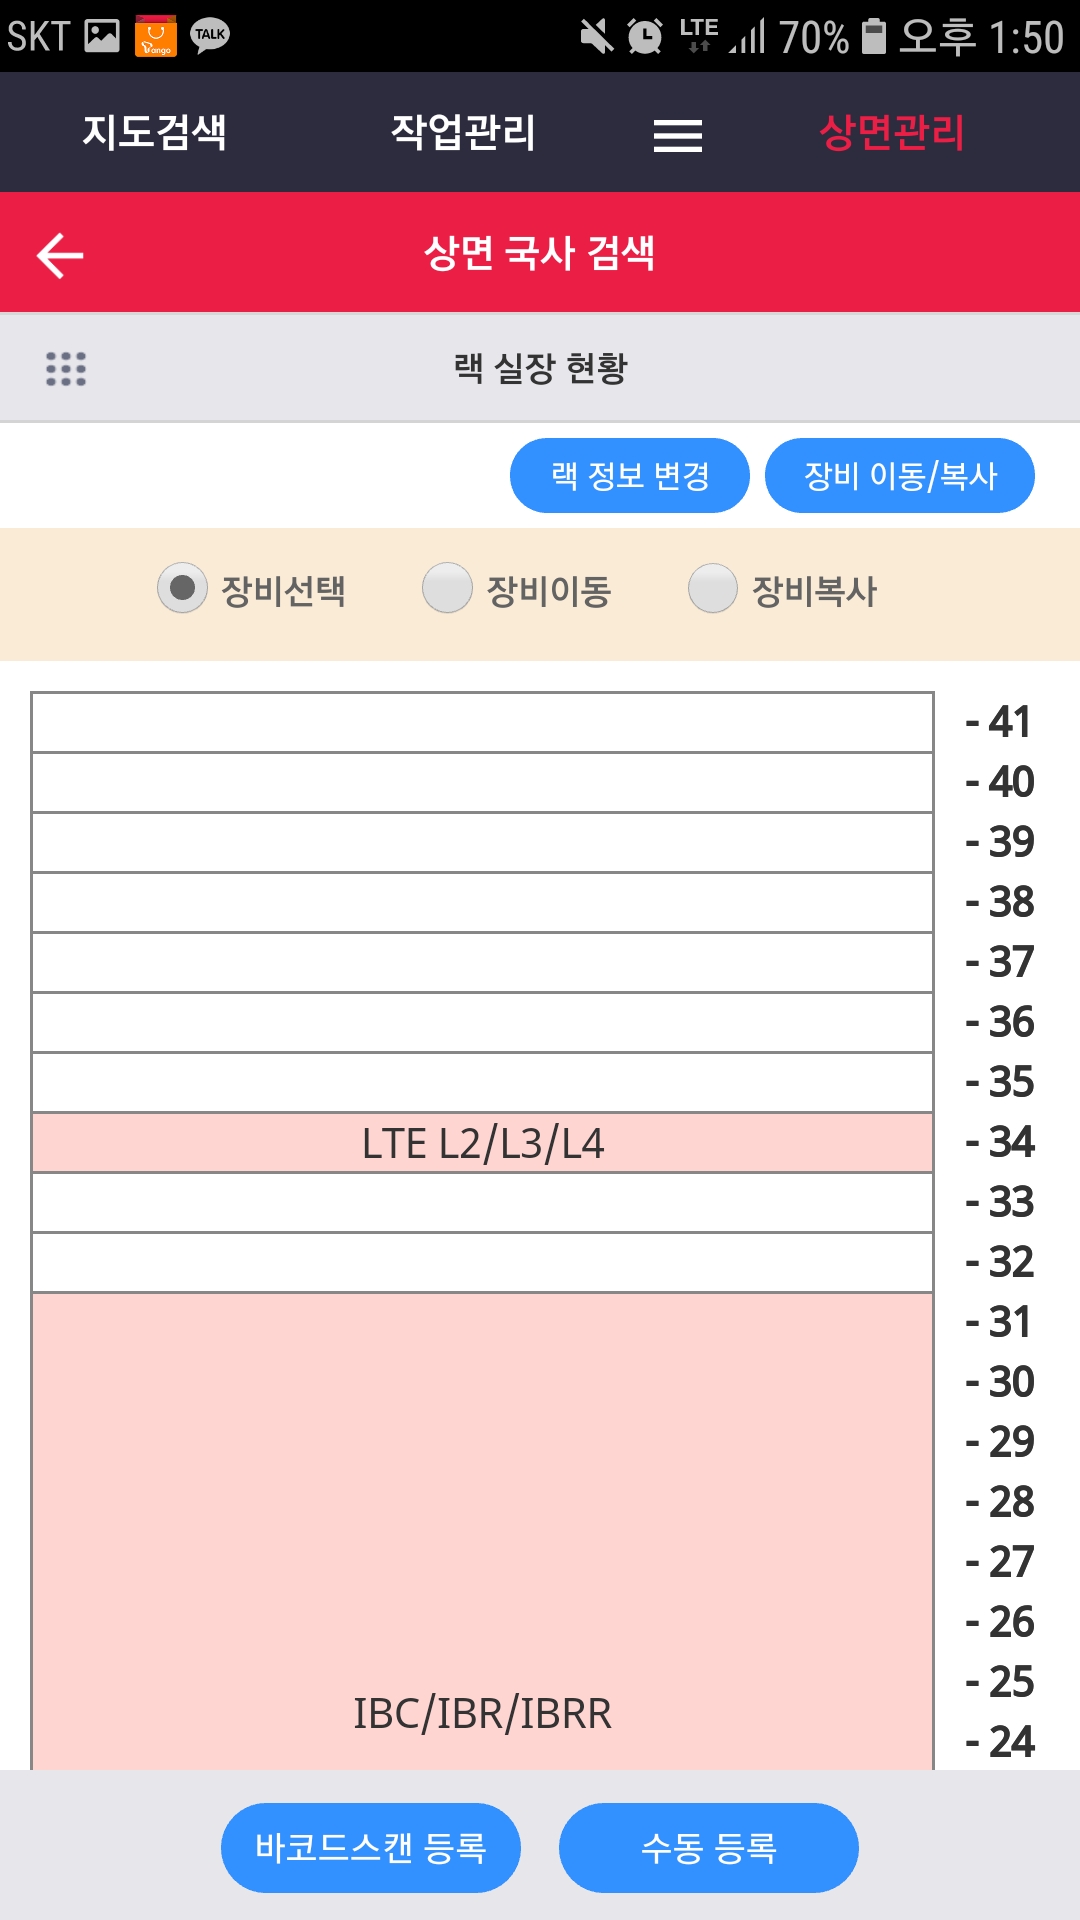 SKT TALK LTE 70% 오후 1:50
지도검색 작업관리 상면관리
상면 국사 검색
랙 실장 현황
랙 정보 변경 장비 이동/복사
장비선택 장비이동 장비복사
- 41
- 40
- 39
- 38
- 37
- 36
- 35
LTE L2/L3/L4 - 34
- 33
- 32
- 31
- 30
- 29
- 28
- 27
- 26
- 25
IBC/IBR/IBRR
- 24
바코드스캔 등록 수동 등록